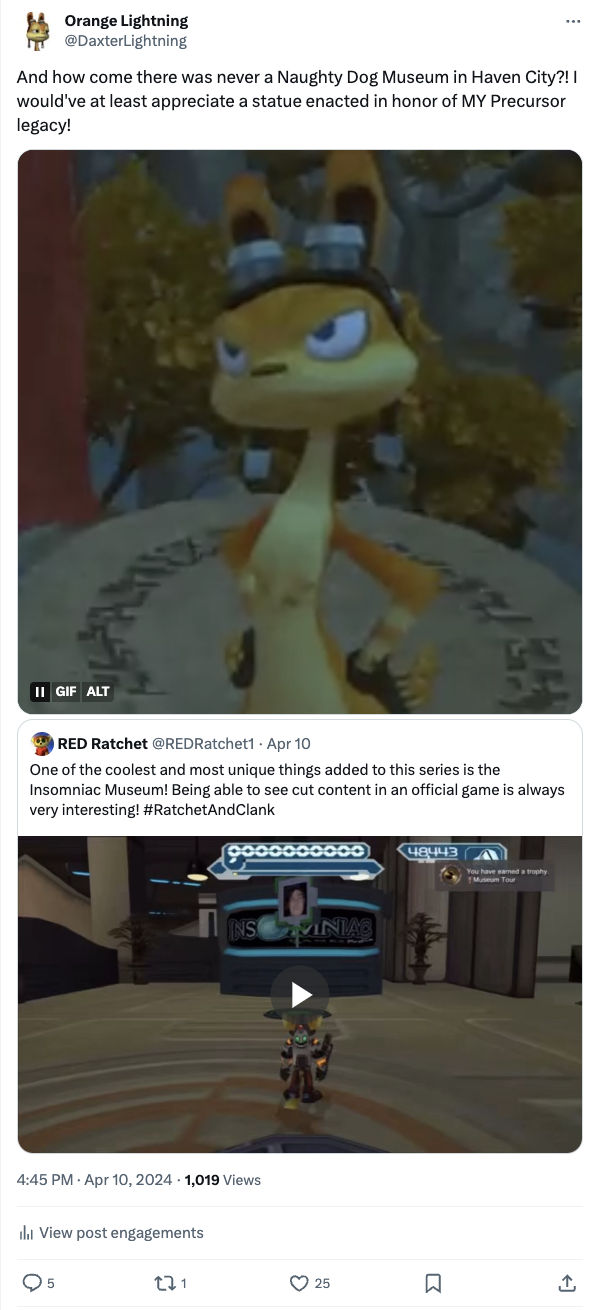 Orange Lightning
@DaxterLightning
And how come there was never a Naughty Dog Museum in Haven City?! I
would've at least appreciate a statue enacted in honor of MY Precursor
legacy!
GIF ALT
RED Ratchet @REDRatchet1 · Apr 10
One of the coolest and most unique things added to this series is the
Insomniac Museum! Being able to see cut content in an official game is always
very interesting! #RatchetAndClank
48443
You have earned a trophy.
Museum Tour
4:45 PM · Apr 10, 2024 · 1,019 Views
View post engagements
5 1 25